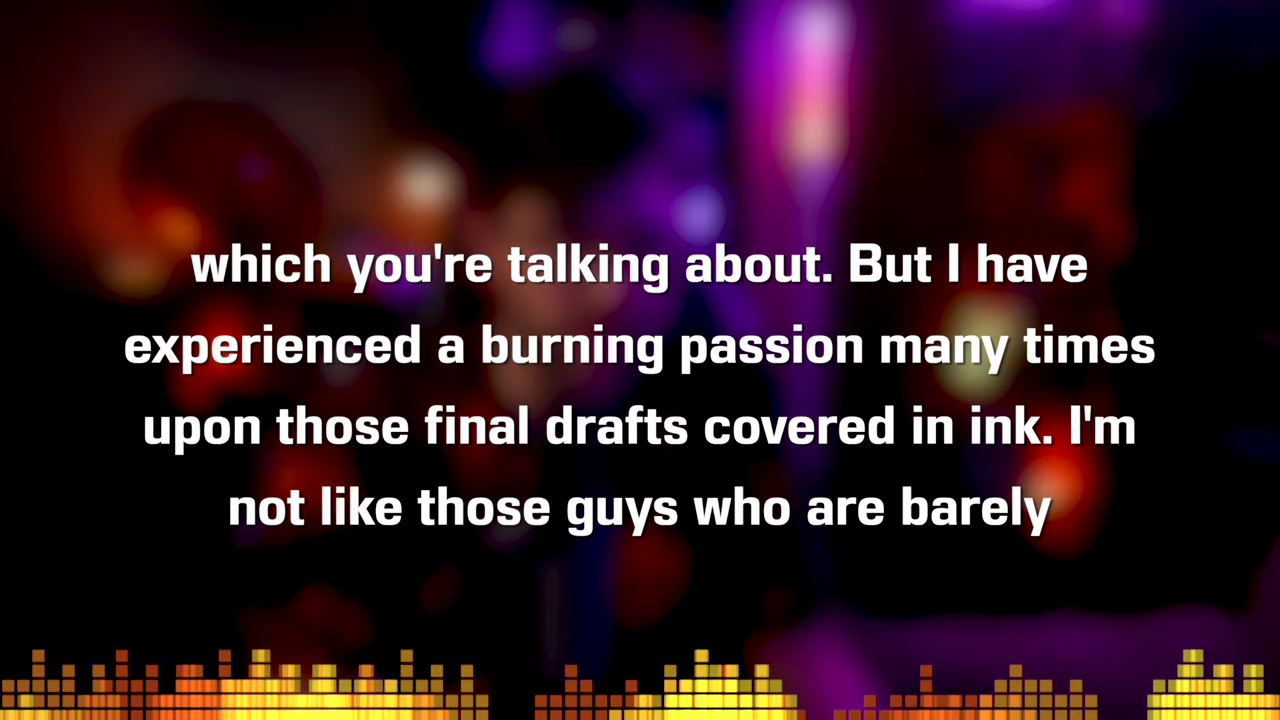 which you're talking about. But I have
experienced a burning passion many times
upon those final drafts covered in ink. I'm
not like those guys who are barely